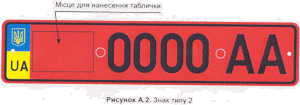 Місце для нанесення таблички
UA 0000 AA
Рисунок А.2. Знак типу 2